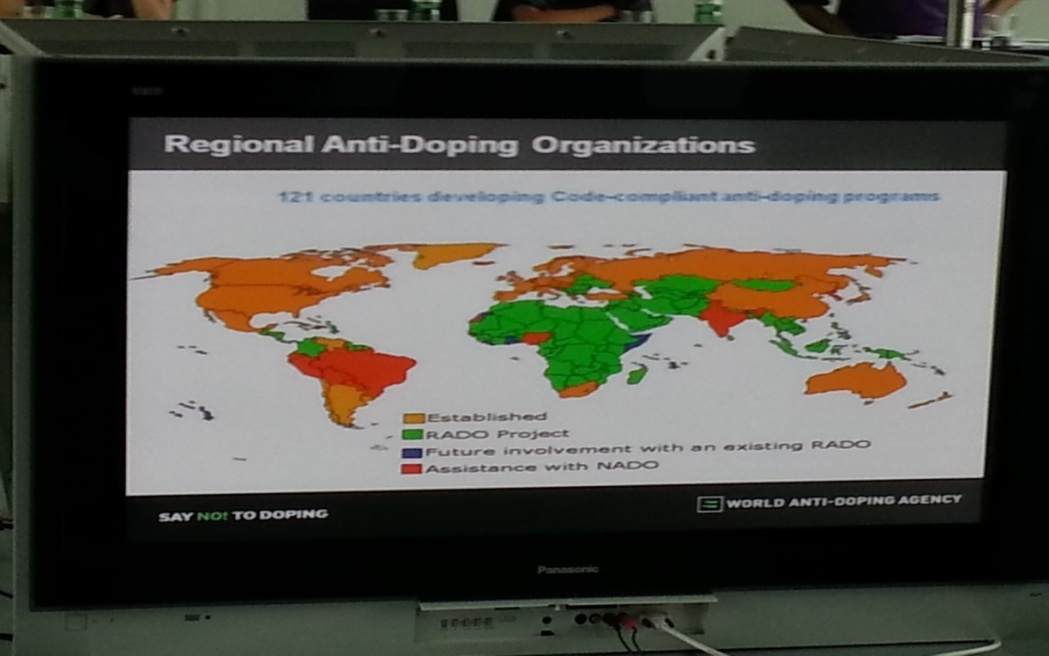 Regional Anti-Doping Organizations
121 countries developing Code-compliant anti-doping programs
Established
RADO Project
Future involvement with an existing RADO
Assistance with NADO
SAY NO! TO DOPING
WORLD ANTI-DOPING AGENCY
Panasonic